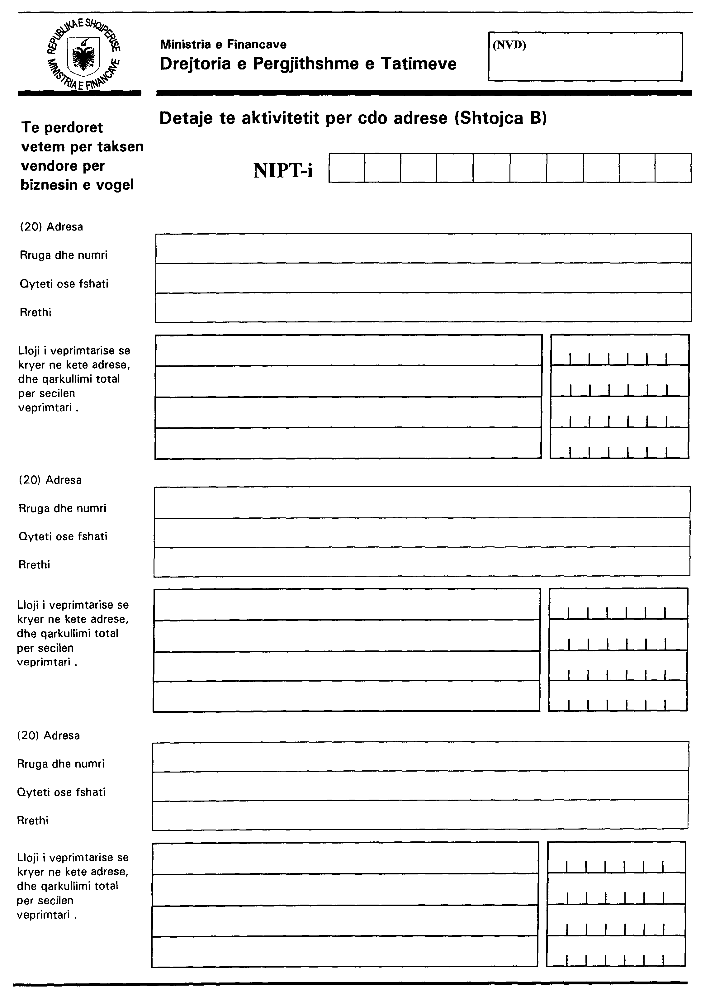 REPUBLIKA E SHQIPERISE
MINISTRIA E FINANCAVE
Ministria e Financave
Drejtoria e Pergjithshme e Tatimeve
(NVD)
Te perdoret
vetem per taksen
vendore per
biznesin e vogel
Detaje te aktivitetit per cdo adrese (Shtojca B)
NIPT-i
(20) Adresa
Rruga dhe numri
Qyteti ose fshati
Rrethi
Lloji i veprimtarise se
kryer ne kete adrese,
dhe qarkullimi total
per secilen
veprimtari .
(20) Adresa
Rruga dhe numri
Qyteti ose fshati
Rrethi
Lloji i veprimtarise se
kryer ne kete adrese,
dhe qarkullimi total
per secilen
veprimtari .
(20) Adresa
Rruga dhe numri
Qyteti ose fshati
Rrethi
Lloji i veprimtarise se
kryer ne kete adrese,
dhe qarkullimi total
per secilen
veprimtari .